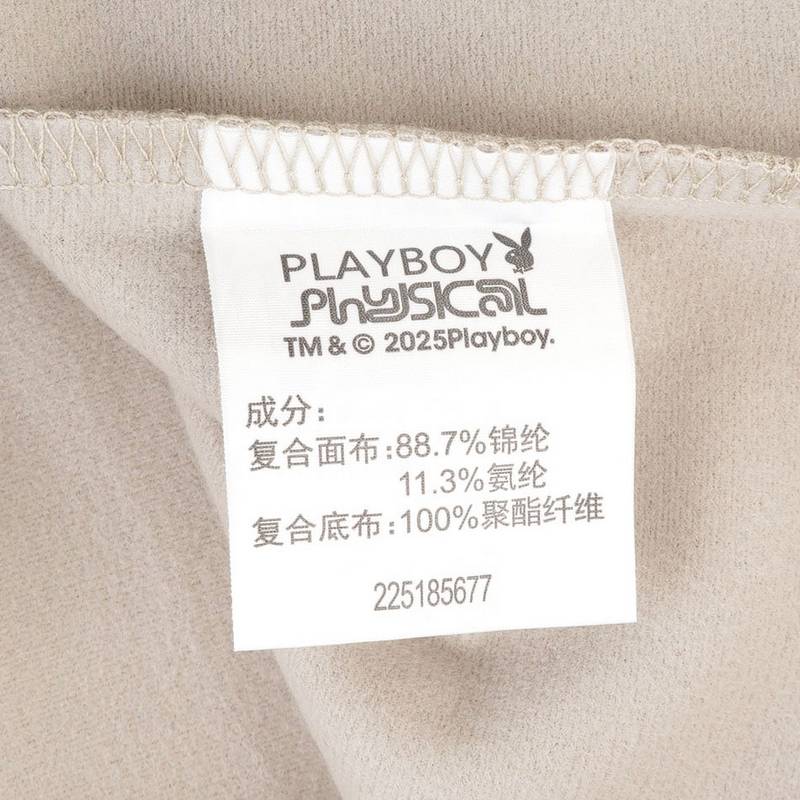 PLAYBOY
PhySICAL
TM & © 2025Playboy.
成分：
复合面布：88.7%锦纶
11.3%氨纶
复合底布：100%聚酯纤维
225185677